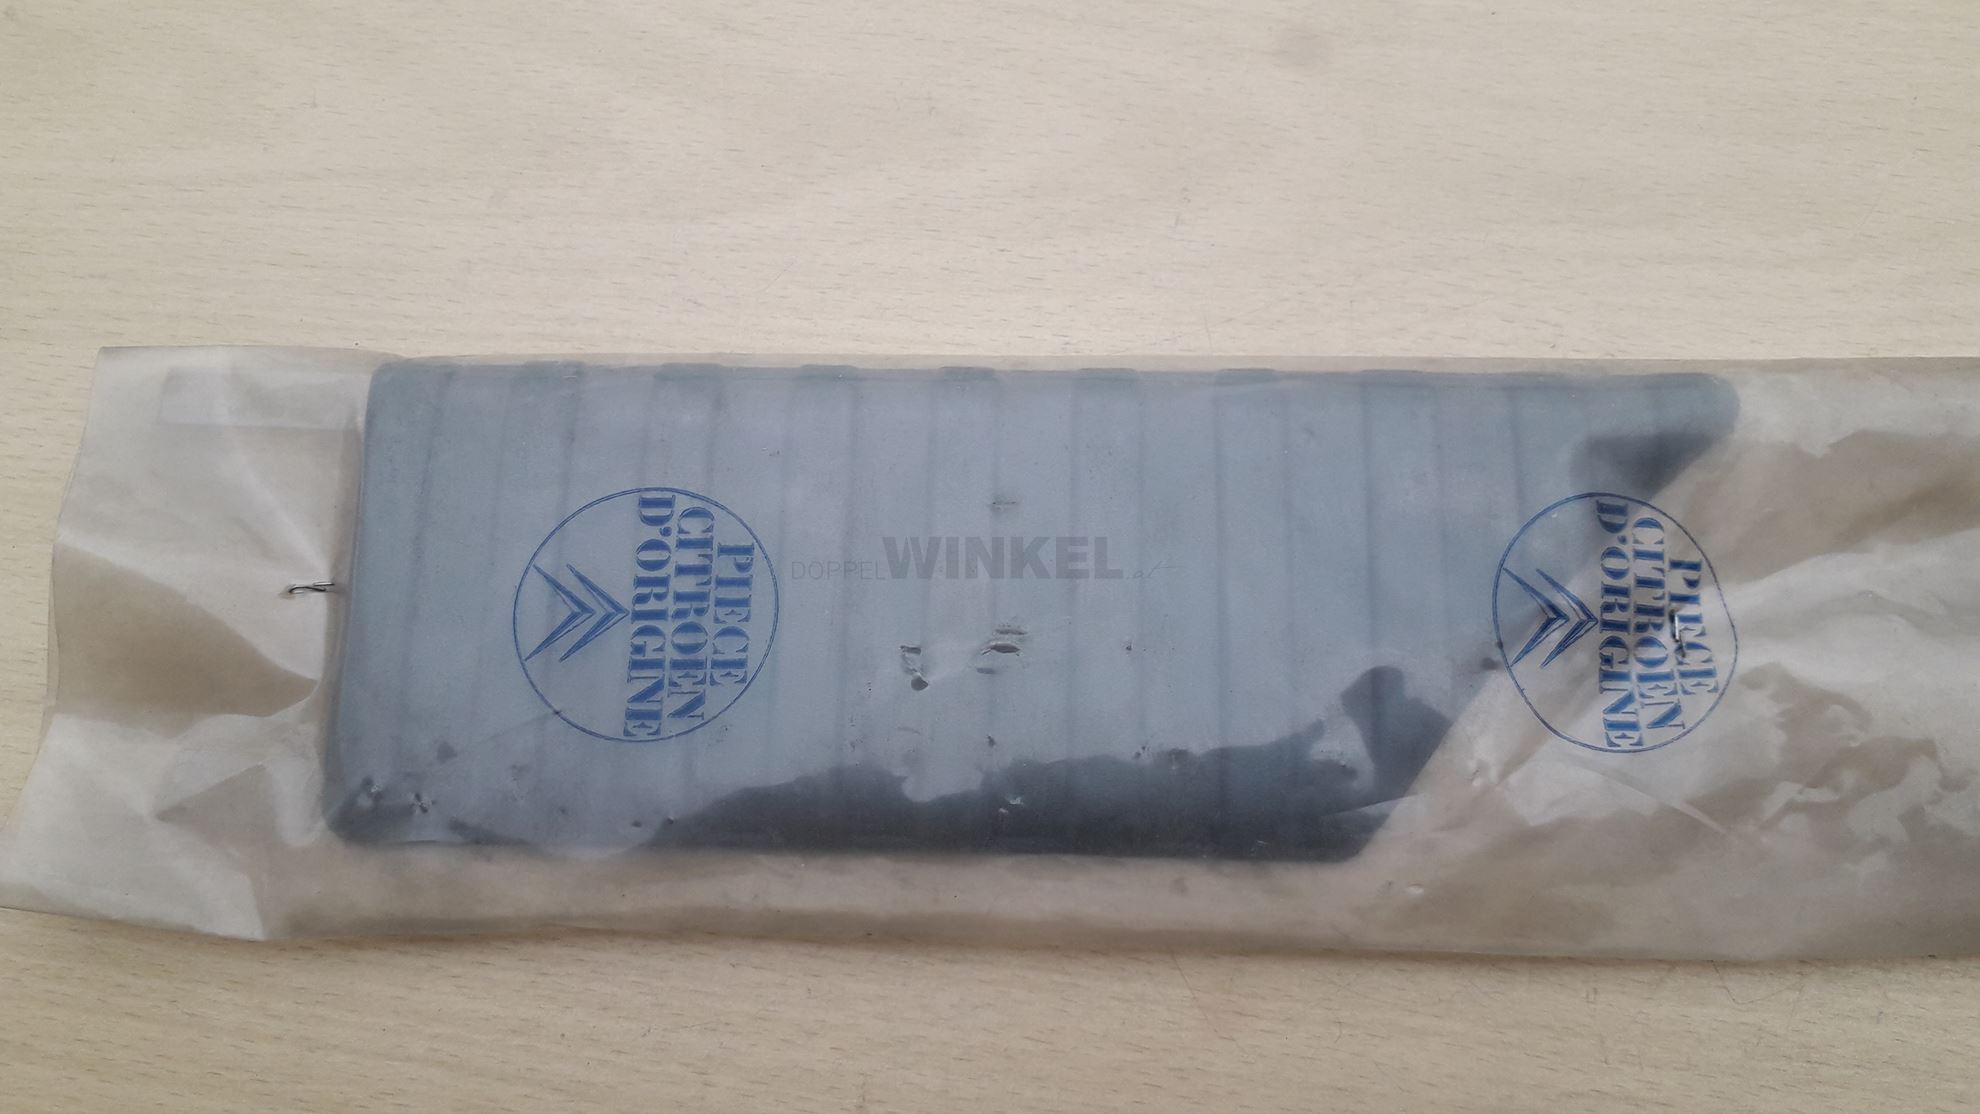 PIECE
CITROEN
D'ORIGINE
DOPPELWINKEL.at
PIECE
CITROEN
D'ORIGINE